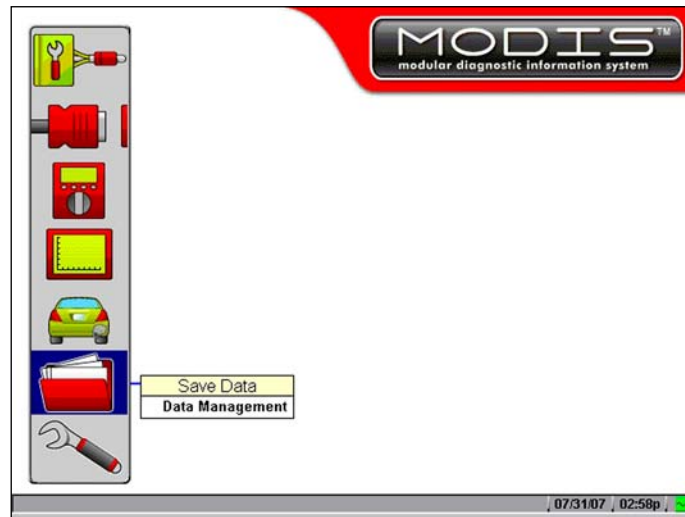 MODIS™
modular diagnostic information system
Save Data
Data Management
07/31/07 02:58p